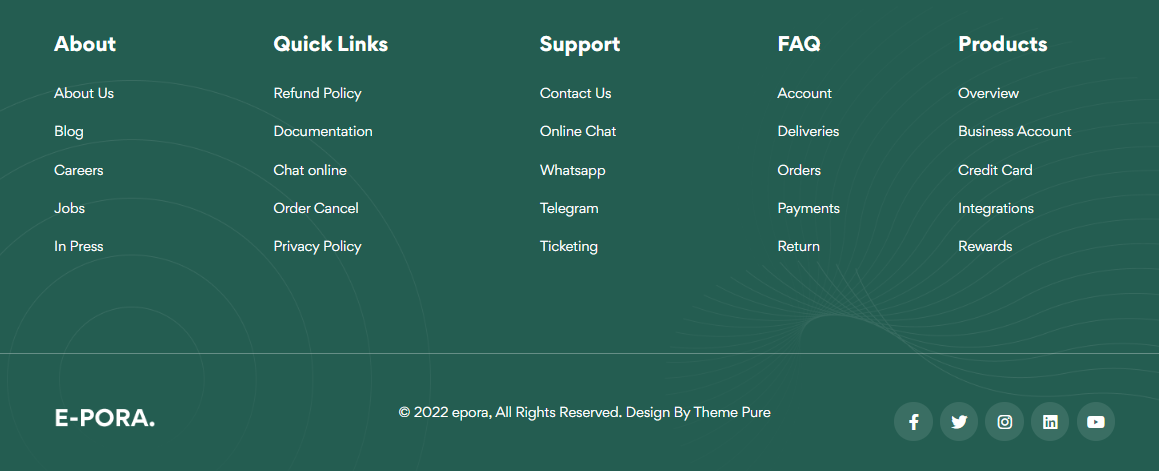 About
About Us
Blog
Careers
Jobs
In Press
Quick Links
Refund Policy
Documentation
Chat online
Order Cancel
Privacy Policy
Support
Contact Us
Online Chat
Whatsapp
Telegram
Ticketing
FAQ
Account
Deliveries
Orders
Payments
Return
Products
Overview
Business Account
Credit Card
Integrations
Rewards
E-PORA.
© 2022 epora, All Rights Reserved. Design By Theme Pure